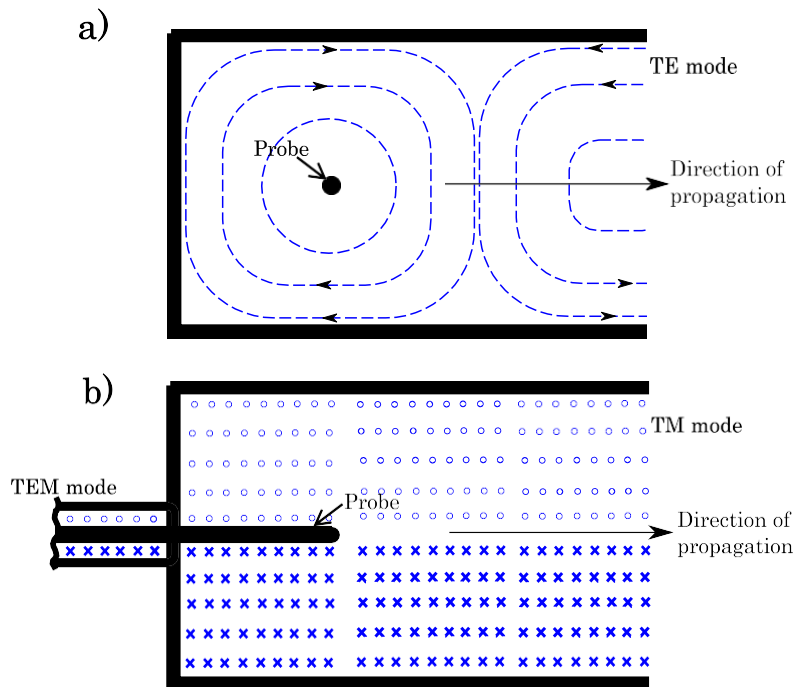 a)
TE mode
Probe
Direction of
propagation
b)
TM mode
TEM mode
Probe
Direction of
propagation